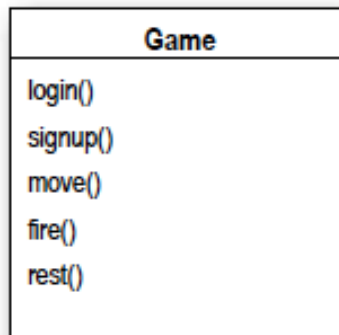 Game
login()
signup()
move()
fire()
rest()